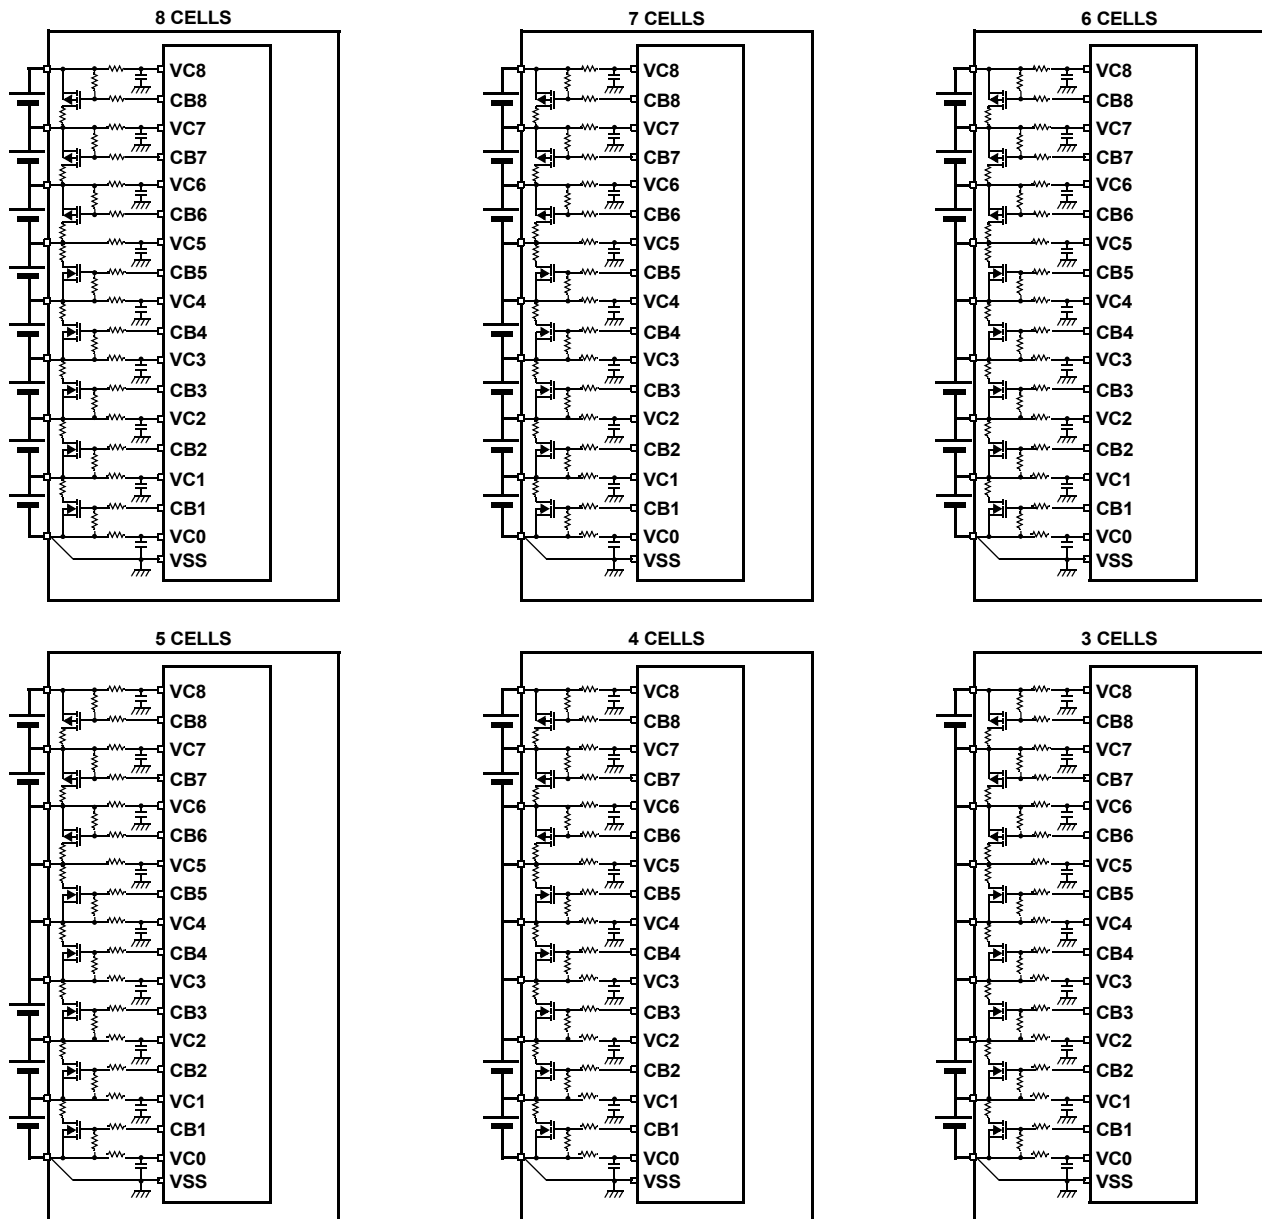 8 CELLS
VC8
CB8
VC7
CB7
VC6
CB6
VC5
CB5
VC4
CB4
VC3
CB3
VC2
CB2
VC1
CB1
VC0
VSS
7 CELLS
VC8
CB8
VC7
CB7
VC6
CB6
VC5
CB5
VC4
CB4
VC3
CB3
VC2
CB2
VC1
CB1
VC0
VSS
6 CELLS
VC8
CB8
VC7
CB7
VC6
CB6
VC5
CB5
VC4
CB4
VC3
CB3
VC2
CB2
VC1
CB1
VC0
VSS
5 CELLS
VC8
CB8
VC7
CB7
VC6
CB6
VC5
CB5
VC4
CB4
VC3
CB3
VC2
CB2
VC1
CB1
VC0
VSS
4 CELLS
VC8
CB8
VC7
CB7
VC6
CB6
VC5
CB5
VC4
CB4
VC3
CB3
VC2
CB2
VC1
CB1
VC0
VSS
3 CELLS
VC8
CB8
VC7
CB7
VC6
CB6
VC5
CB5
VC4
CB4
VC3
CB3
VC2
CB2
VC1
CB1
VC0
VSS